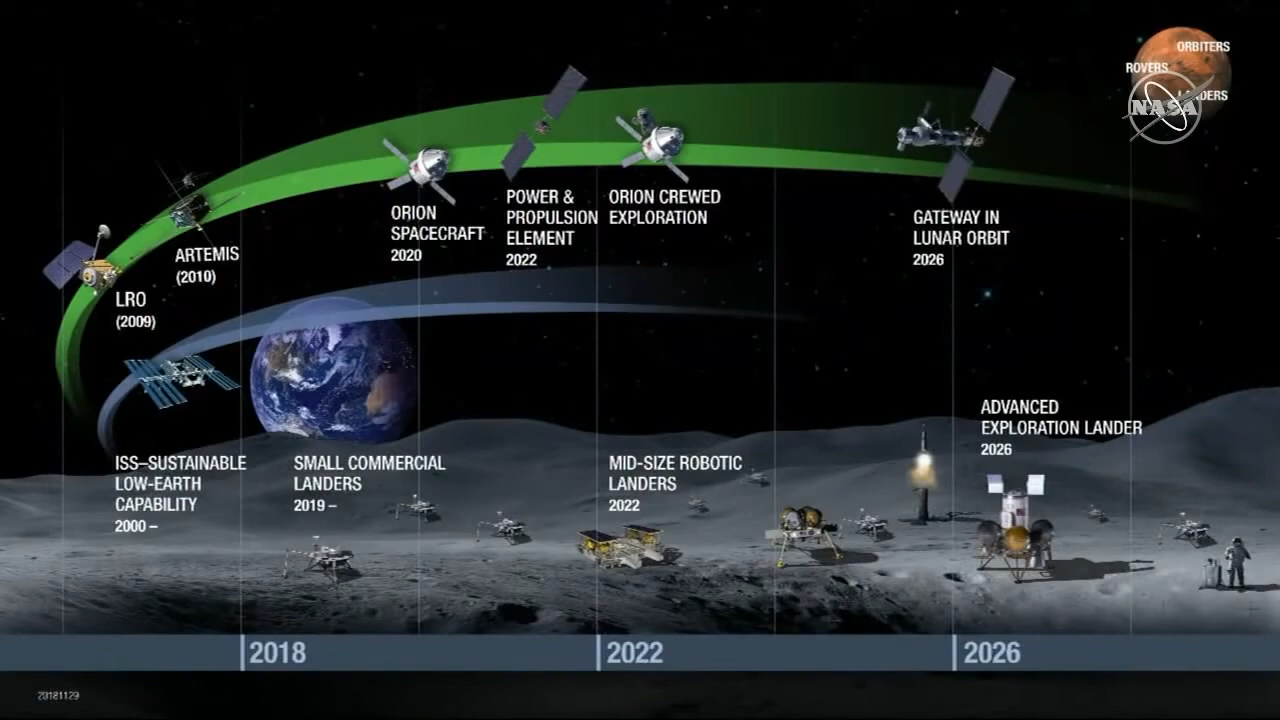 ORBITERS
ROVERS
LANDERS
NASA
ORION
SPACECRAFT
2020
POWER &
PROPULSION
ELEMENT
2022
ORION CREWED
EXPLORATION
GATEWAY IN
LUNAR ORBIT
2026
ARTEMIS
(2010)
LRO
(2009)
ISS–SUSTAINABLE
LOW-EARTH
CAPABILITY
2000 –
SMALL COMMERCIAL
LANDERS
2019 –
MID-SIZE ROBOTIC
LANDERS
2022
ADVANCED
EXPLORATION LANDER
2026
2018
2022
2026
20181129